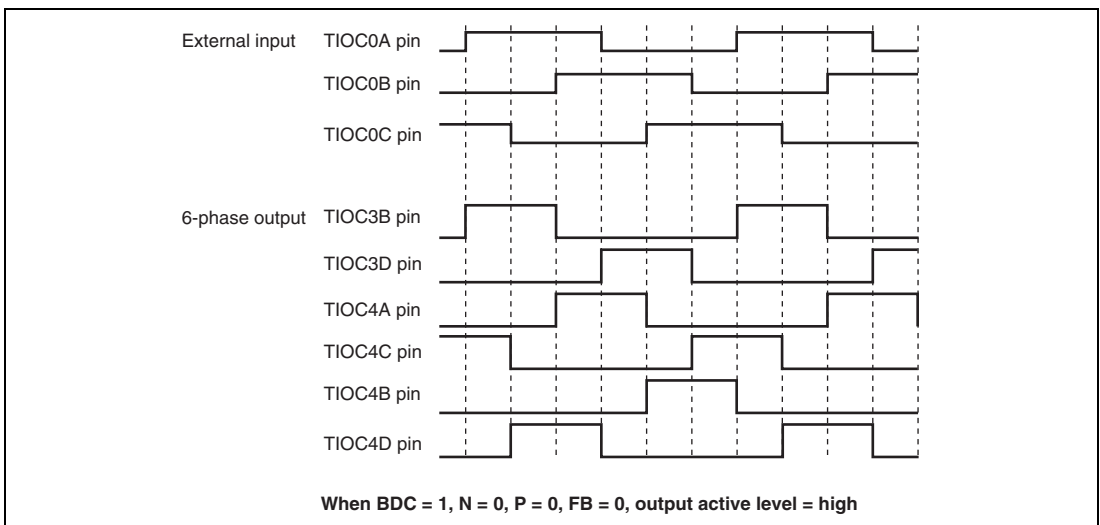 External input TIOC0A pin
TIOC0B pin
TIOC0C pin
6-phase output TIOC3B pin
TIOC3D pin
TIOC4A pin
TIOC4C pin
TIOC4B pin
TIOC4D pin
When BDC = 1, N = 0, P = 0, FB = 0, output active level = high